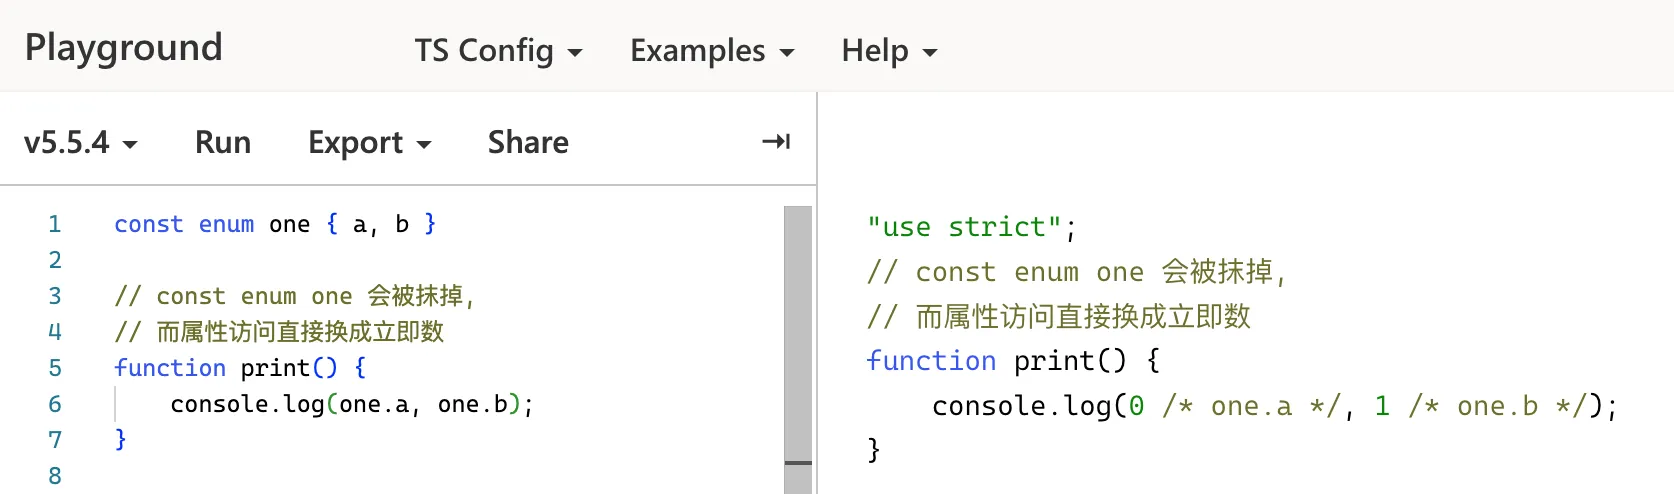 Playground
TS Config Examples Help
v5.5.4 Run Export Share
1 const enum one { a, b }
2
3 // const enum one 会被抹掉,
4 // 而属性访问直接换成立即数
5 function print() {
6 console.log(one.a, one.b);
7 }
8
"use strict";
// const enum one 会被抹掉,
// 而属性访问直接换成立即数
function print() {
console.log(0 /* one.a */, 1 /* one.b */);
}